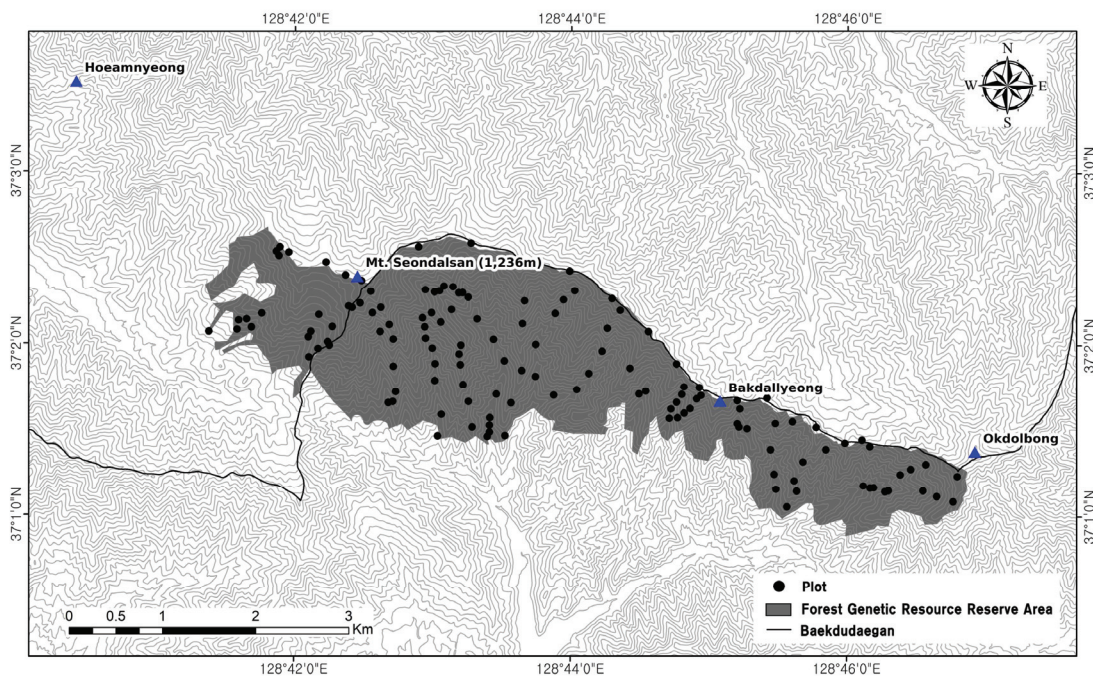 128°42'0"E 128°44'0"E 128°46'0"E
Hoeamnyeong
N
W E
S
37°3'0"N 37°3'0"N
Mt. Seondalsan (1,236m)
37°2'0"N 37°2'0"N
Bakdallyeong
Okdolbong
37°1'0"N 37°1'0"N
Plot
Forest Genetic Resource Reserve Area
Baekdudaegan
0 0.5 1 2 3
Km
128°42'0"E 128°44'0"E 128°46'0"E